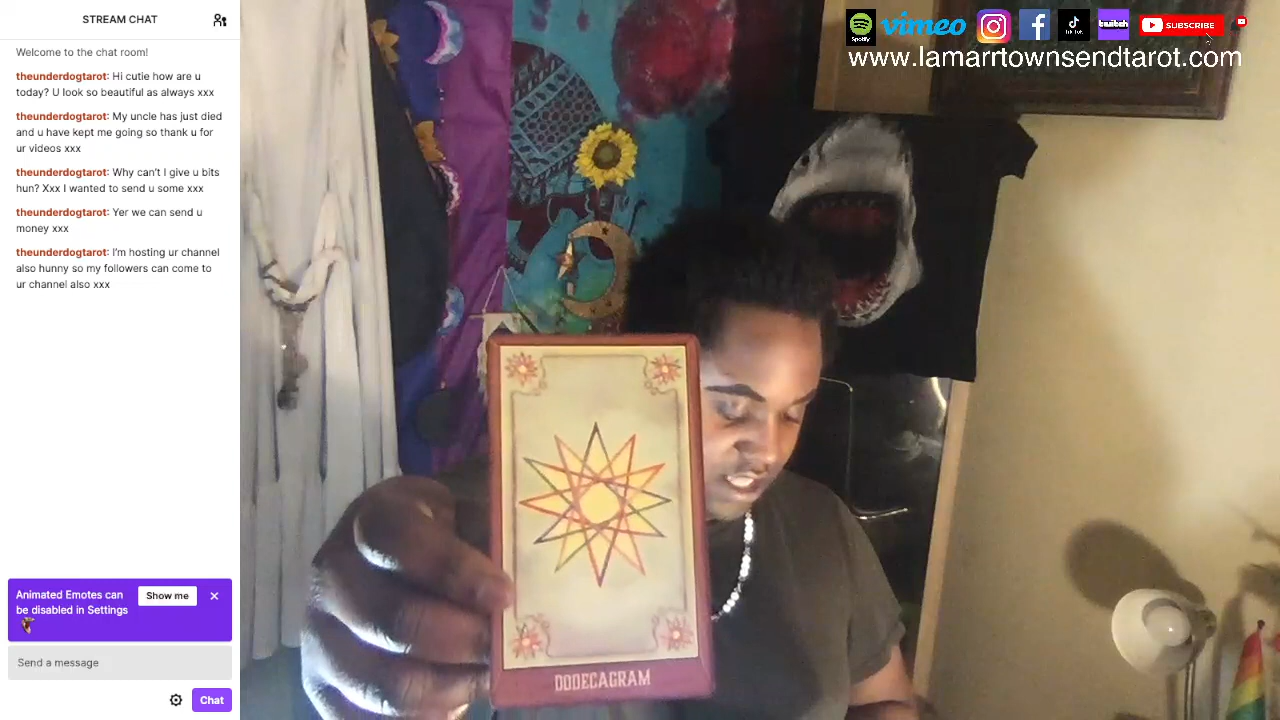 STREAM CHAT
Welcome to the chat room!
theunderdogtarot: Hi cutie how are u
today? U look so beautiful as always xxx
theunderdogtarot: My uncle has just died
and u have kept me going so thank u for
ur videos xxx
theunderdogtarot: Why can't I give u bits
hun? Xxx I wanted to send u some xxx
theunderdogtarot: Yer we can send u
money xxx
theunderdogtarot: I'm hosting ur channel
also hunny so my followers can come to
ur channel also xxx
Animated Emotes can
be disabled in Settings
Show me
Send a message
Chat
Spotify
vimeo
TikTok
twitch
SUBSCRIBE
www.lamarrtownsendtarot.com
DODECAGRAM